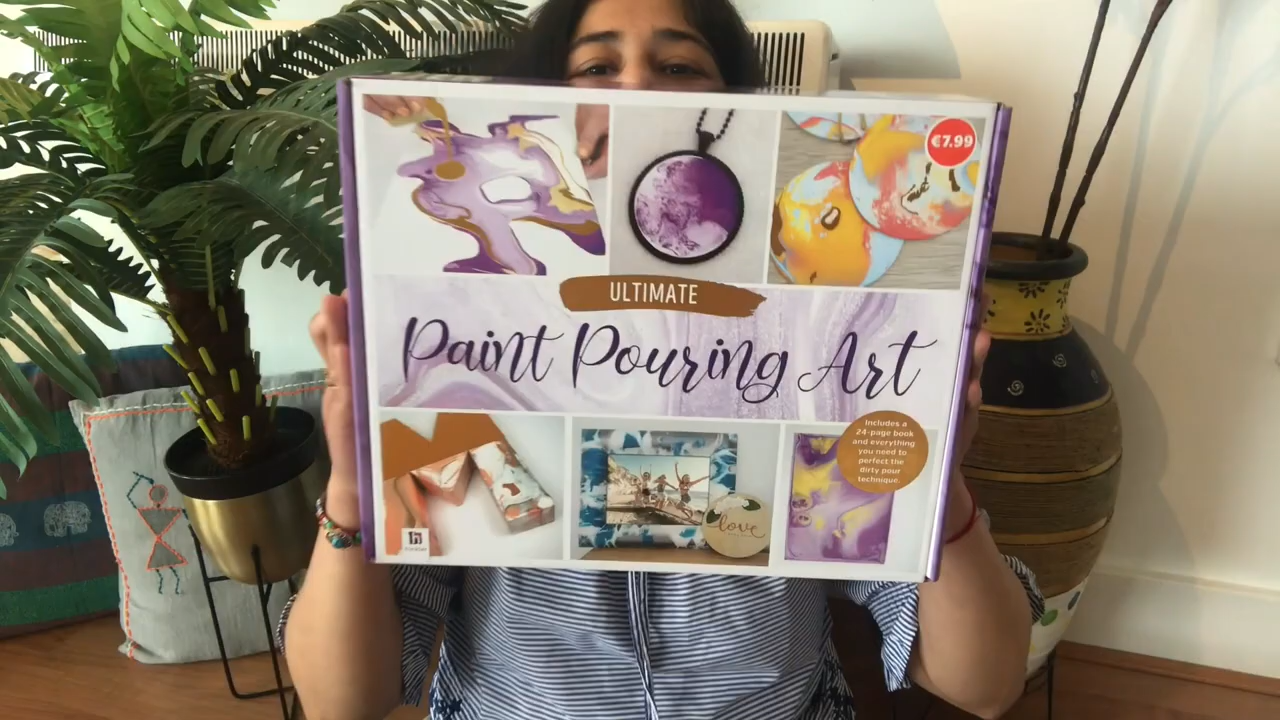 €7.99
ULTIMATE
Paint Pouring Art
Includes a
24-page book
and everything
you need to
perfect the
dirty pour
technique.
love